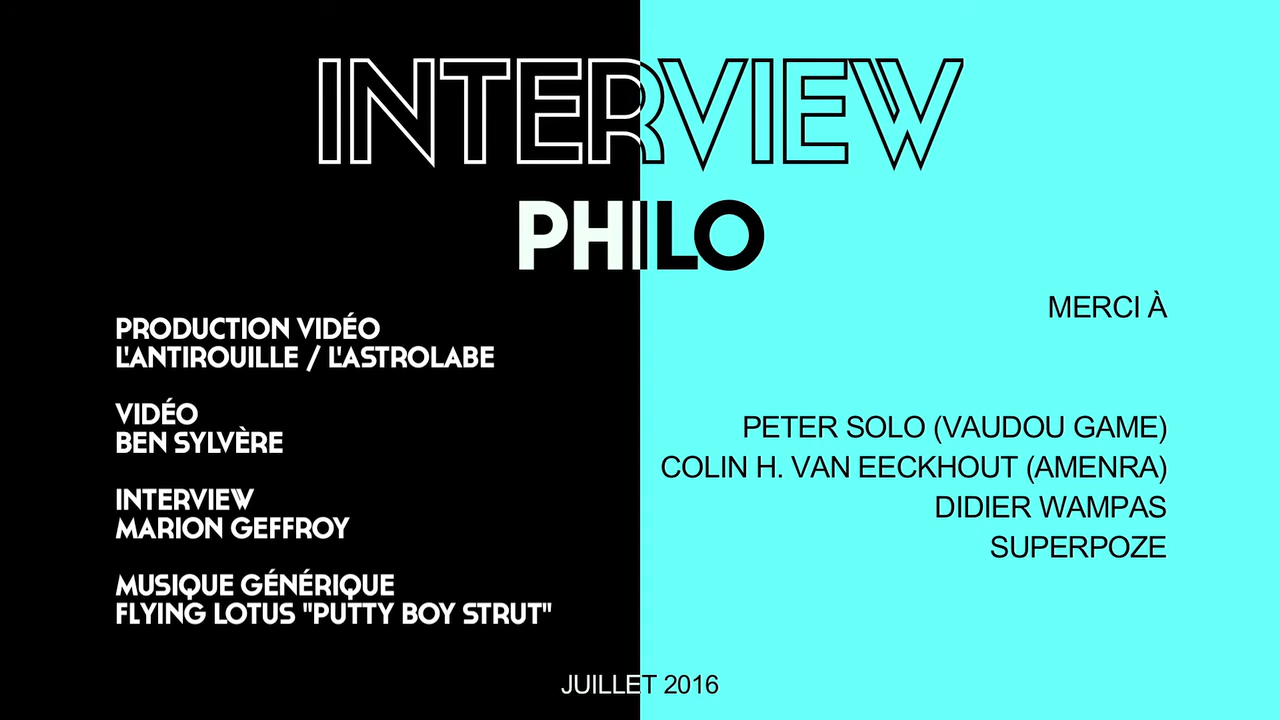 INTERVIEW
PHILO
PRODUCTION VIDÉO
L'ANTIROUILLE / L'ASTROLABE
VIDÉO
BEN SYLVÈRE
INTERVIEW
MARION GEFFROY
MUSIQUE GÉNÉRIQUE
FLYING LOTUS "PUTTY BOY STRUT"
MERCI À
PETER SOLO (VAUDOU GAME)
COLIN H. VAN EECKHOUT (AMENRA)
DIDIER WAMPAS
SUPERPOZE
JUILLET 2016